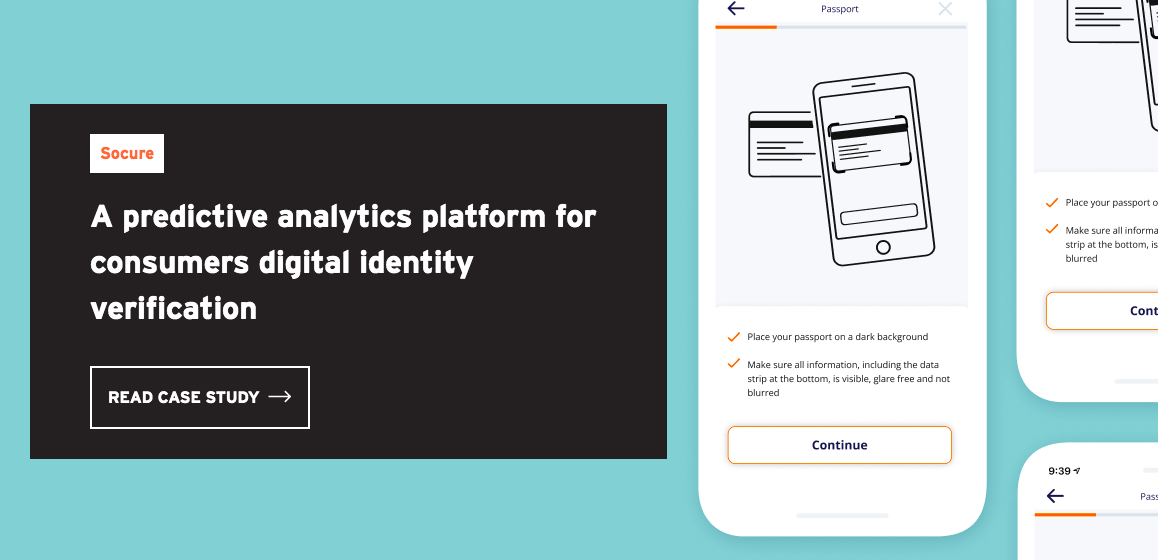 Socure
A predictive analytics platform for
consumers digital identity
verification
READ CASE STUDY
Passport
Place your passport on a dark background
Make sure all information, including the data
strip at the bottom, is visible, glare free and not
blurred
Continue
Place your passport o
Make sure all informa
strip at the bottom, is
blurred
Cont
9:39
Pass